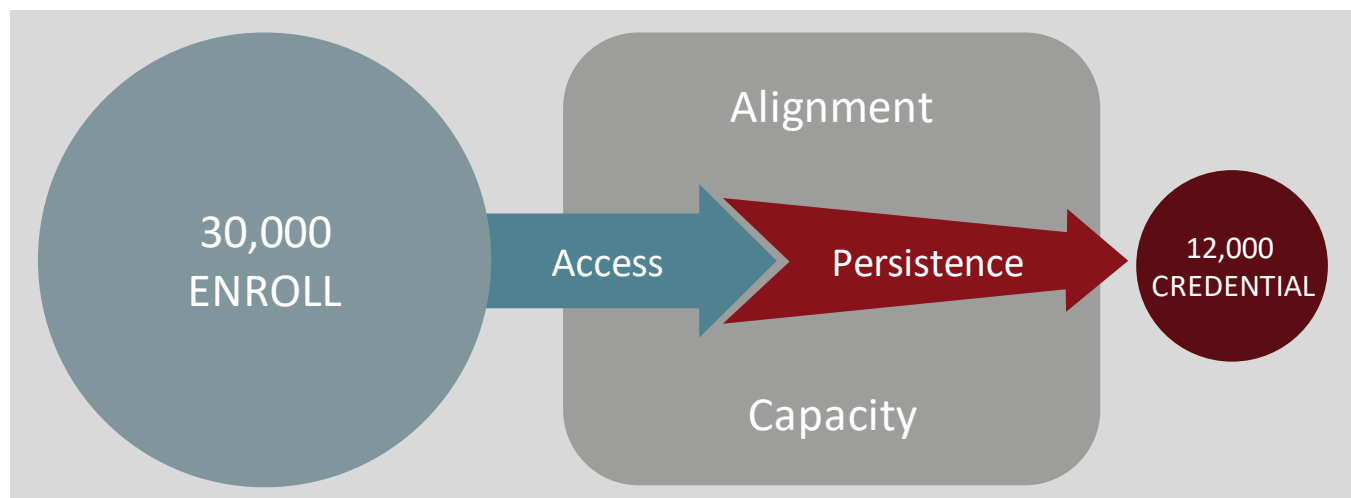 30,000
ENROLL
Alignment
Access
Persistence
Capacity
12,000
CREDENTIAL